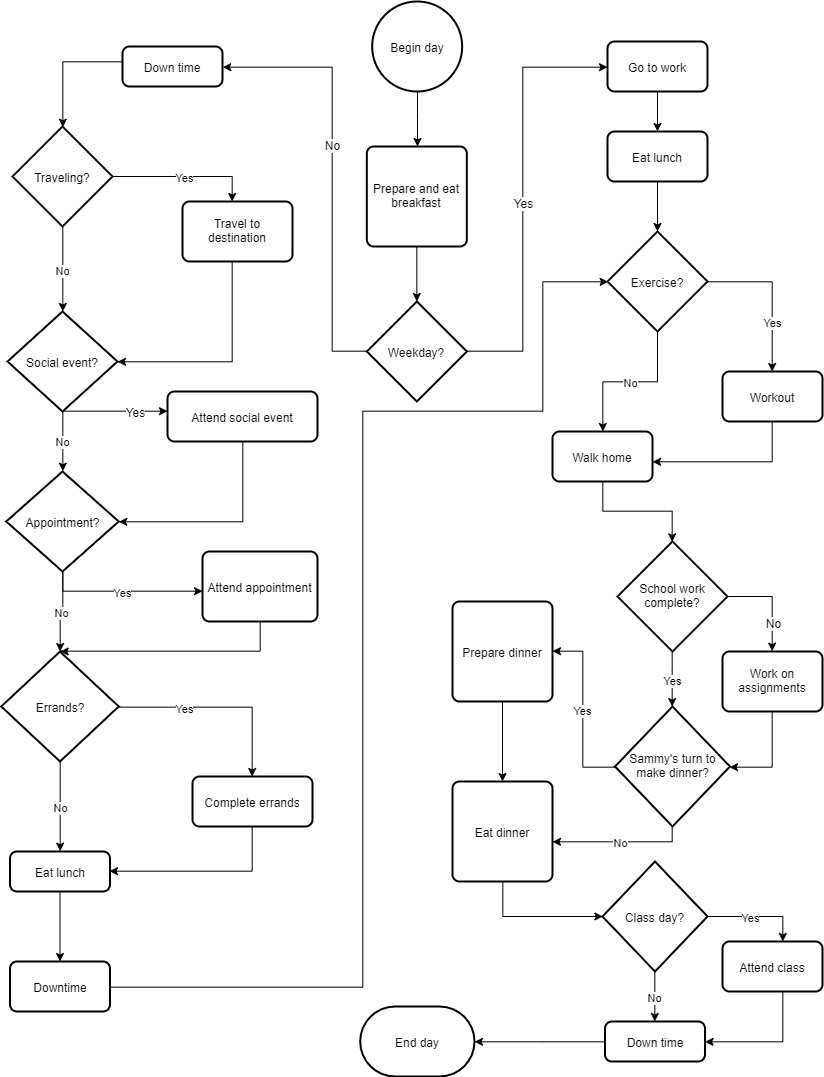 Begin day
Down time
Go to work
No
Eat lunch
Traveling?
Yes
Prepare and eat
breakfast
Yes
Travel to
destination
No
Exercise?
Yes
Weekday?
Social event?
No
Workout
Yes
Attend social event
No
Walk home
Appointment?
Yes
Attend appointment
No
School work
complete?
No
Prepare dinner
Yes
Work on
assignments
Errands?
Yes
Yes
Sammy's turn to
make dinner?
Complete errands
No
Eat dinner
No
Eat lunch
Class day?
Yes
Downtime
Attend class
No
End day
Down time